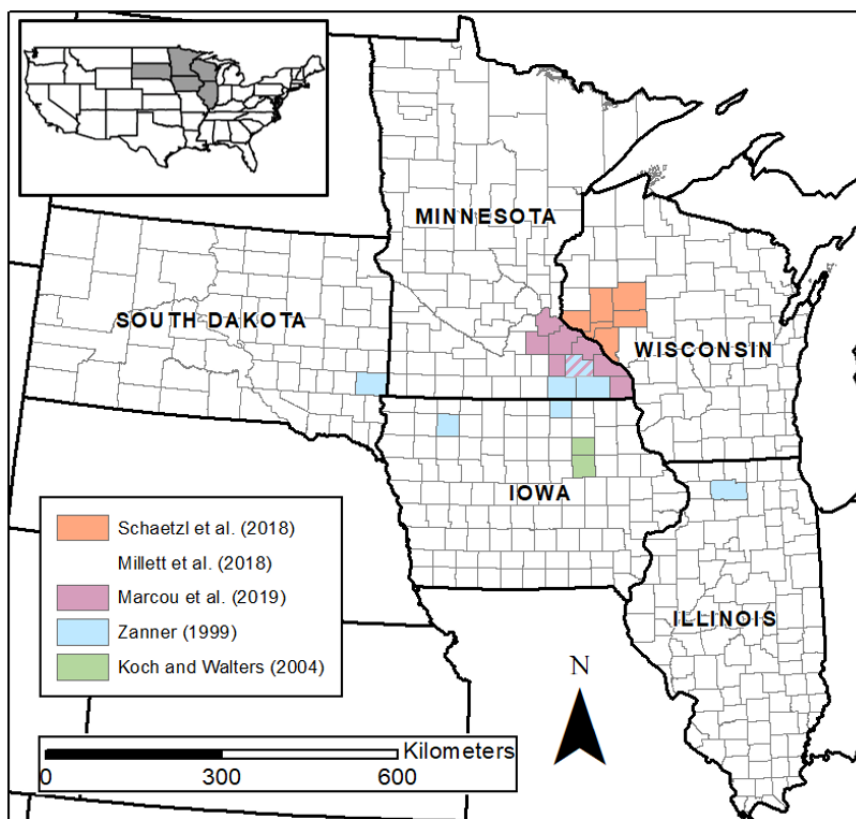 MINNESOTA
SOUTH DAKOTA
WISCONSIN
IOWA
ILLINOIS
Schaetzl et al. (2018)
Millett et al. (2018)
Marcou et al. (2019)
Zanner (1999)
Koch and Walters (2004)
N
Kilometers
0 300 600